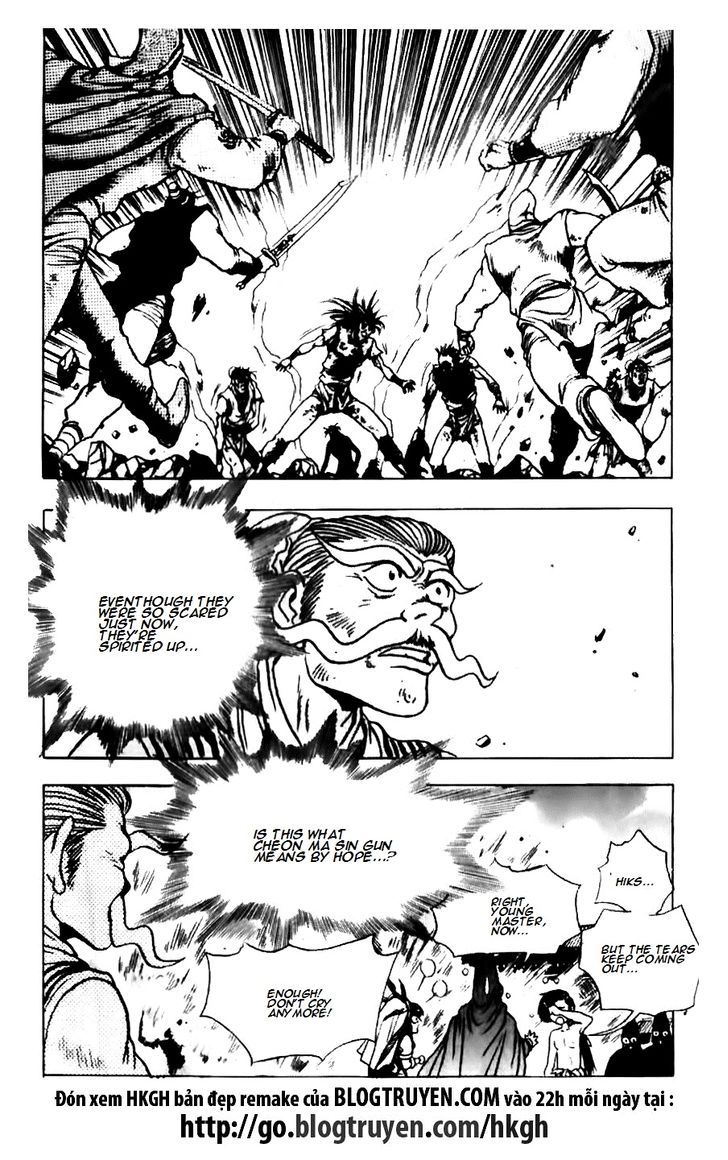 EVENTHOUGH THEY
WERE SO SCARED
JUST NOW,
THEY'RE
SPIRITED UP...
IS THIS WHAT
CHEON MA SIN GUN
MEANS BY HOPE...?
HIKS...
RIGHT,
YOUNG
MASTER,
NOW...
BUT THE TEARS
KEEP COMING
OUT...
ENOUGH!
DON'T CRY
ANYMORE!
Đón xem HKGH bản đẹp remake của BLOGTRUYEN.COM vào 22h mỗi ngày tại :
http://go.blogtruyen.com/hkgh